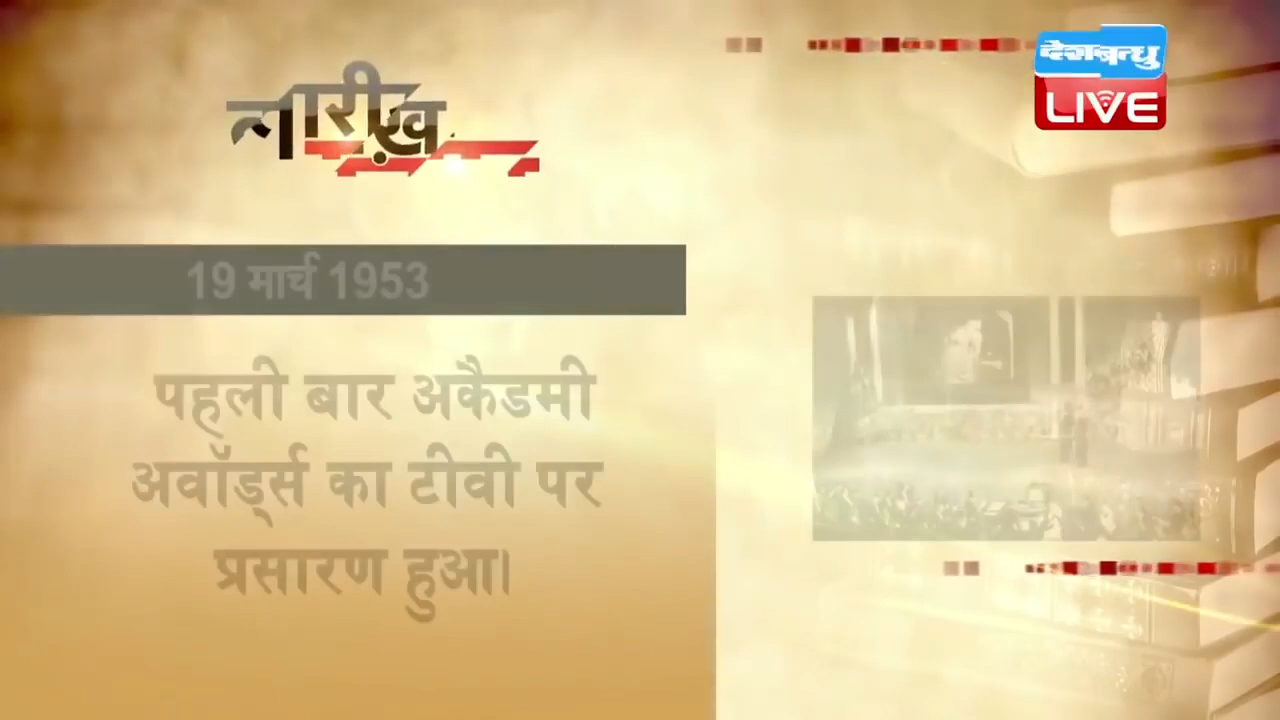 देशबन्धु
LIVE
तारीख़
19 मार्च 1953
पहली बार अकैडमी
अवॉर्ड्स का टीवी पर
प्रसारण हुआ।